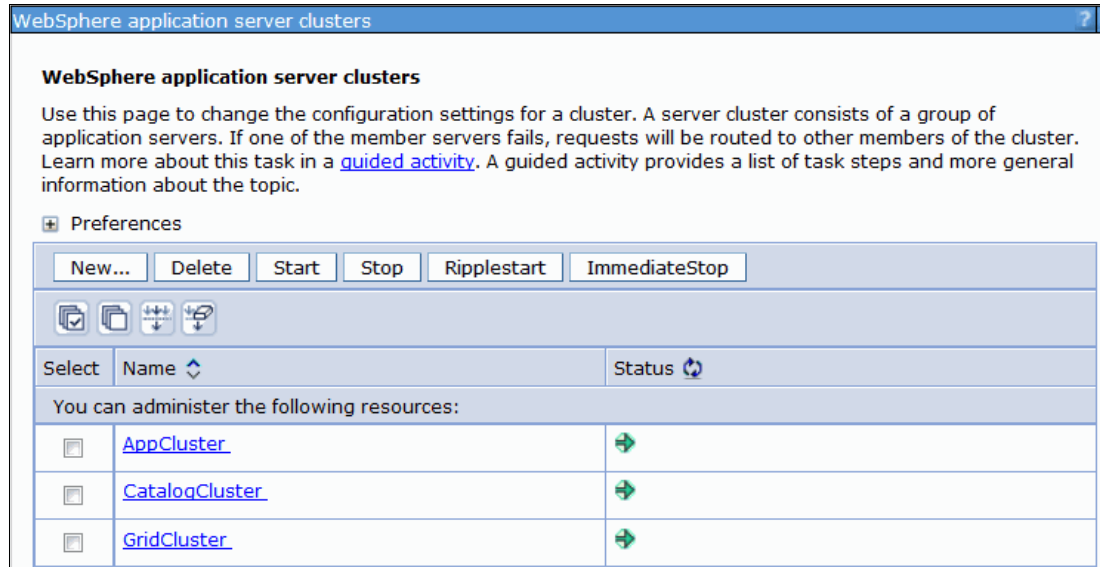 WebSphere application server clusters ?
WebSphere application server clusters
Use this page to change the configuration settings for a cluster. A server cluster consists of a group of
application servers. If one of the member servers fails, requests will be routed to other members of the cluster.
Learn more about this task in a guided activity. A guided activity provides a list of task steps and more general
information about the topic.
Preferences
New... Delete Start Stop Ripplestart ImmediateStop
Select Name Status
You can administer the following resources:
AppCluster
CatalogCluster
GridCluster